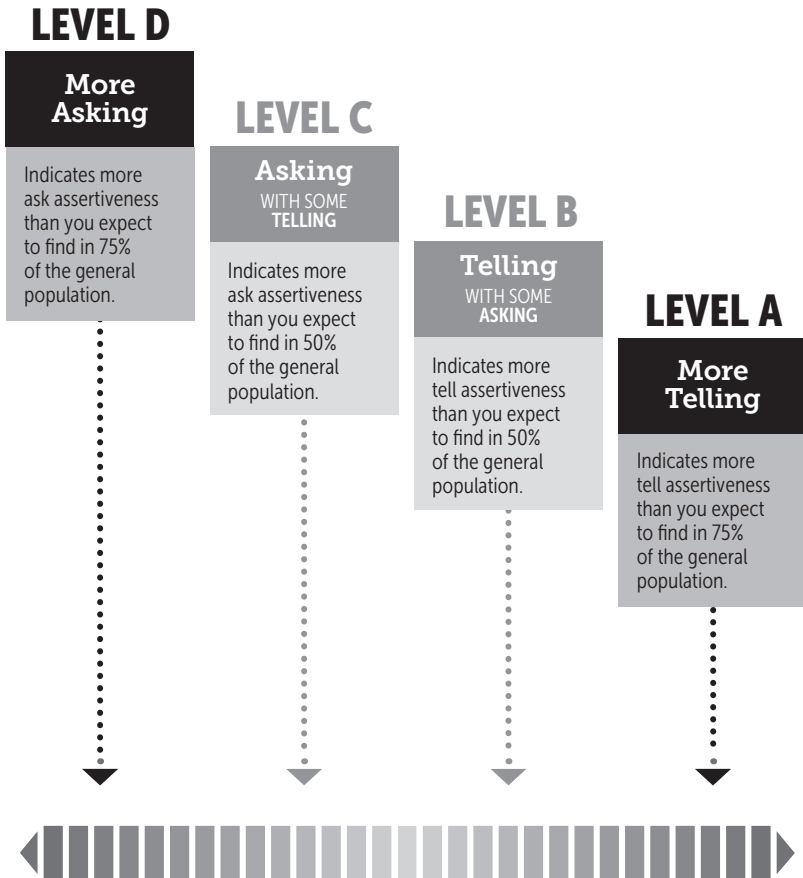 LEVEL D
More
Asking
Indicates more
ask assertiveness
than you expect
to find in 75%
of the general
population.
LEVEL C
Asking
WITH SOME
TELLING
Indicates more
ask assertiveness
than you expect
to find in 50%
of the general
population.
LEVEL B
Telling
WITH SOME
ASKING
Indicates more
tell assertiveness
than you expect
to find in 50%
of the general
population.
LEVEL A
More
Telling
Indicates more
tell assertiveness
than you expect
to find in 75%
of the general
population.